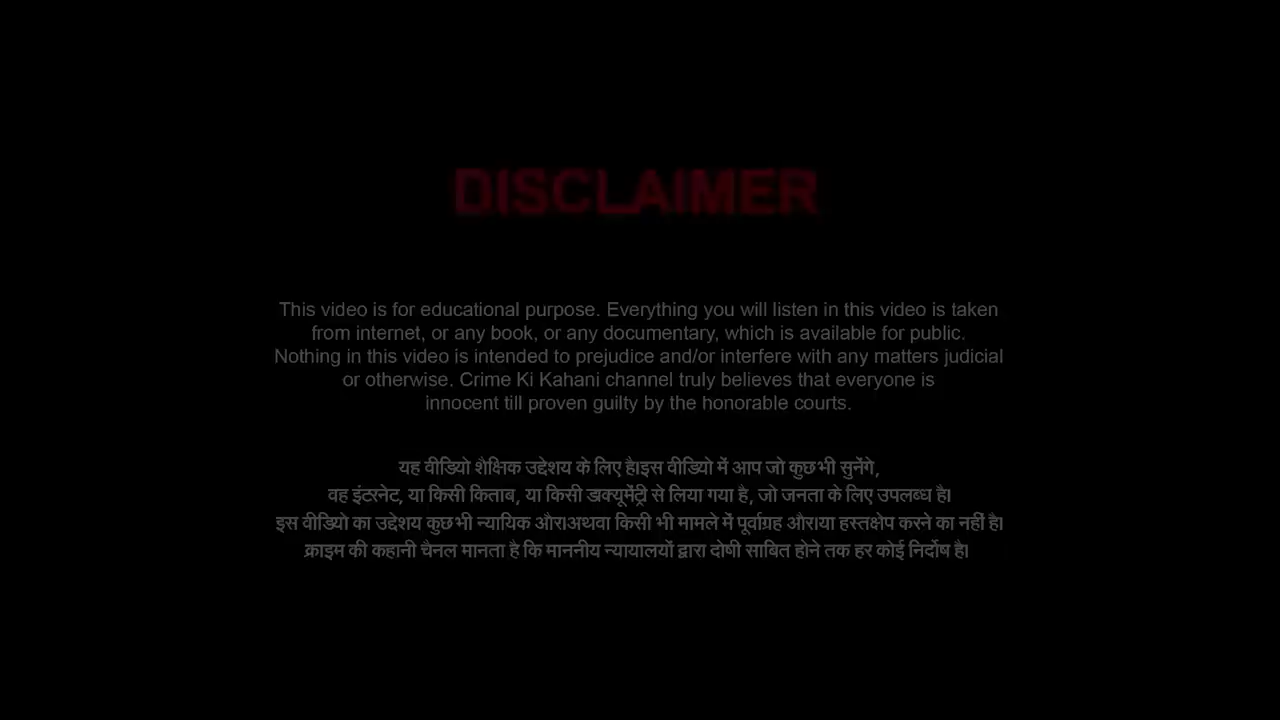 DISCLAIMER
This video is for educational purpose. Everything you will listen in this video is taken
from internet, or any book, or any documentary, which is available for public.
Nothing in this video is intended to prejudice and/or interfere with any matters judicial
or otherwise. Crime Ki Kahani channel truly believes that everyone is
innocent till proven guilty by the honorable courts.
यह वीडियो शैक्षिक उद्देशय के लिए है।इस वीडियो में आप जो कुछ भी सुनेंगे,
वह इंटरनेट, या किसी किताब, या किसी डाक्यूमेंट्री से लिया गया है, जो जनता के लिए उपलब्ध है।
इस वीडियो का उद्देशय कुछ भी न्यायिक और।अथवा किसी भी मामले में पूर्वाग्रह और।या हस्तक्षेप करने का नहीं है।
क्राइम की कहानी चैनल मानता है कि माननीय न्यायालयों द्वारा दोषी साबित होने तक हर कोई निर्दोष है।